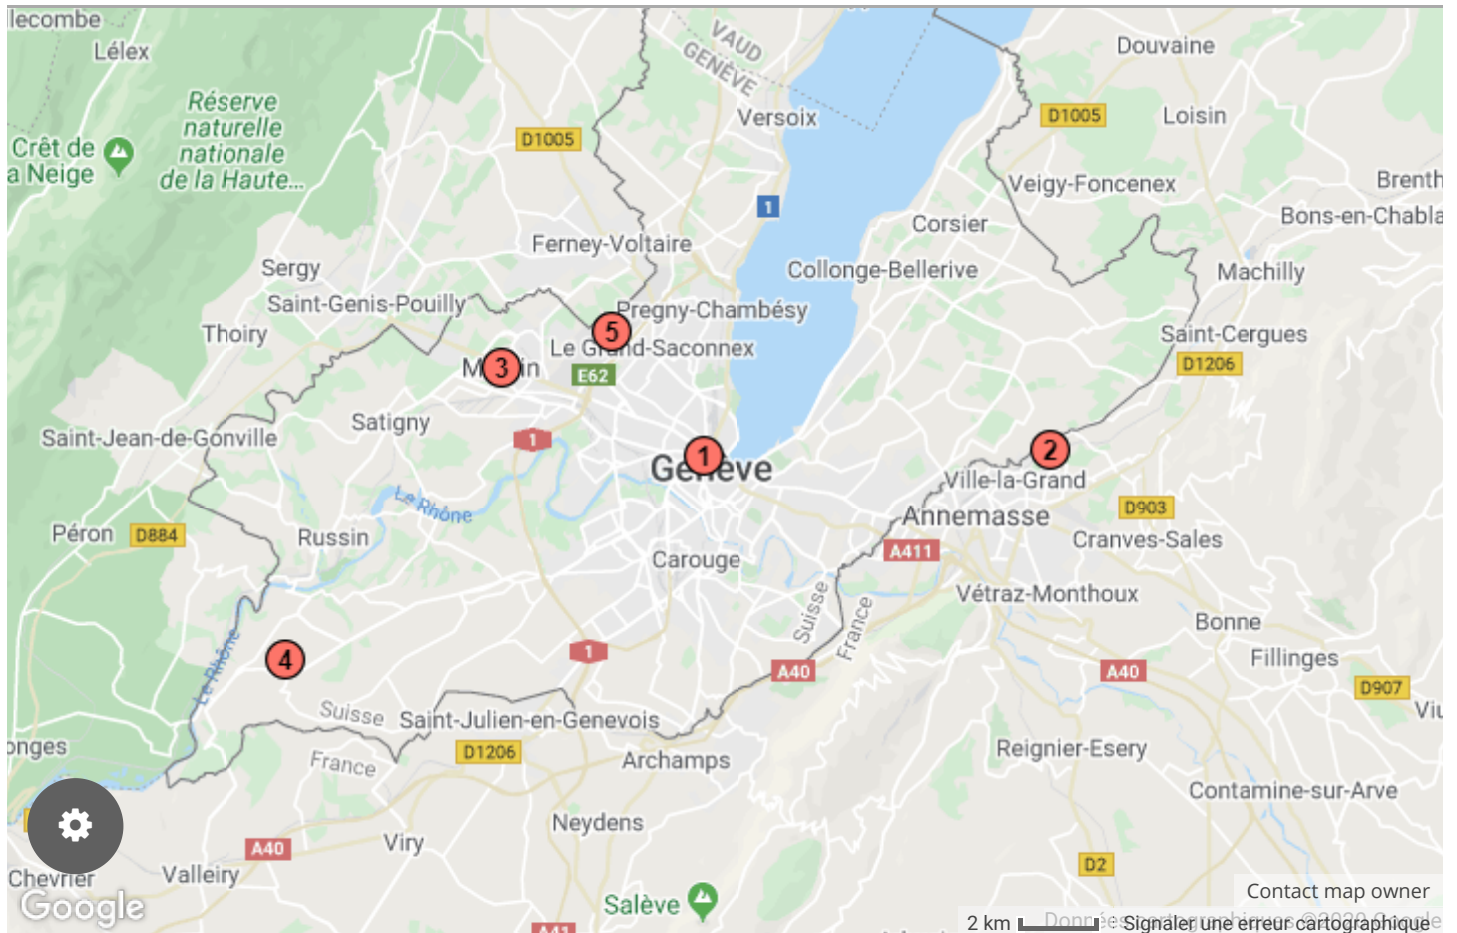 lecombe
Lélex
VAUD
GENÈVE
Douvaine
Réserve
naturelle
nationale
de la Haute...
Versoix
D1005
Loisin
D1005
Crêt de
a Neige
Veigy-Foncenex
Brenth
1
Corsier
Bons-en-Chabla
Ferney-Voltaire
Sergy
Collonge-Bellerive
Machilly
Saint-Genis-Pouilly
Pregny-Chambésy
Thoiry
5
Saint-Cergues
Le Grand-Saconnex
D1206
3
E62
Satigny
Saint-Jean-de-Gonville
1
1
2
Genève
Ville-la-Grand
Le Rhône
D903
Annemasse
Péron
D884
Russin
Cranves-Sales
A411
Carouge
Vétraz-Monthoux
Suisse
France
Bonne
Le Rhône
4
1
Fillinges
A40
A40
D907
Suisse
Saint-Julien-en-Genevois
Viu
onges
D1206
France
Archamps
Reignier-Esery
Contamine-sur-Arve
Neydens
A40
Viry
D2
Chevrier
Valleiry
Google
Salève
Contact map owner
A41
2 km
Données cartographiques ©2020 Google
Signaler une erreur cartographique